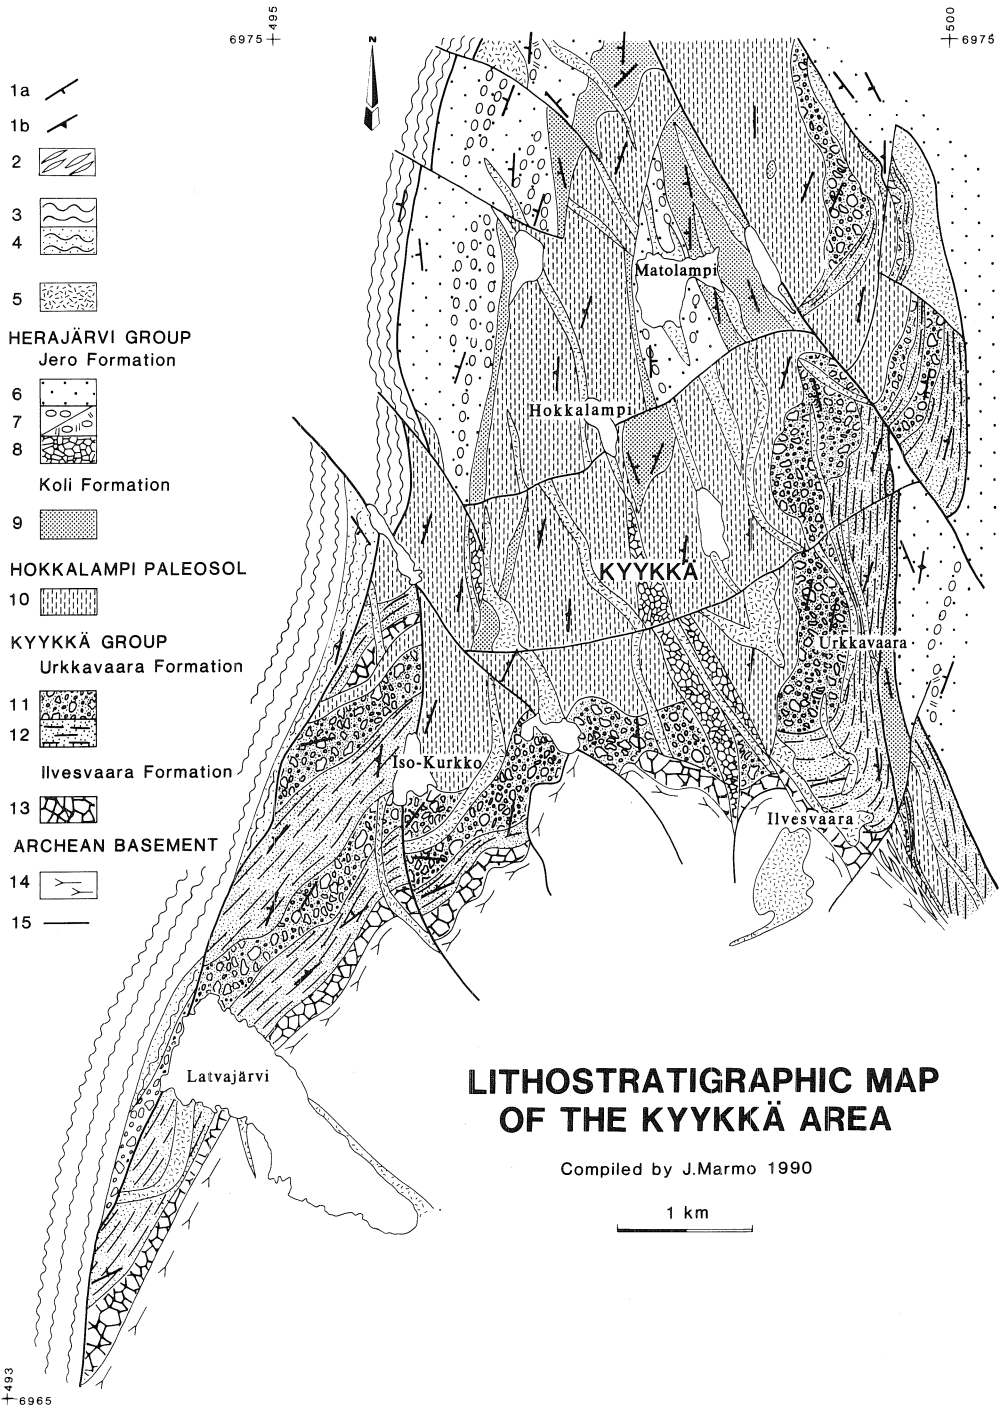 495
6975
500
6975
N
1a
1b
2
3
4
5
HERAJÄRVI GROUP
Jero Formation
6
7
8
Koli Formation
9
HOKKALAMPI PALEOSOL
10
KYYKKÄ GROUP
Urkkavaara Formation
11
12
Ilvesvaara Formation
13
ARCHEAN BASEMENT
14
15
Matolampi
Hokkalampi
KYYKKÄ
Urkkavaara
Iso-Kurkko
Ilvesvaara
Latvajärvi
LITHOSTRATIGRAPHIC MAP
OF THE KYYKKÄ AREA
Compiled by J.Marmo 1990
1 km
493
6965